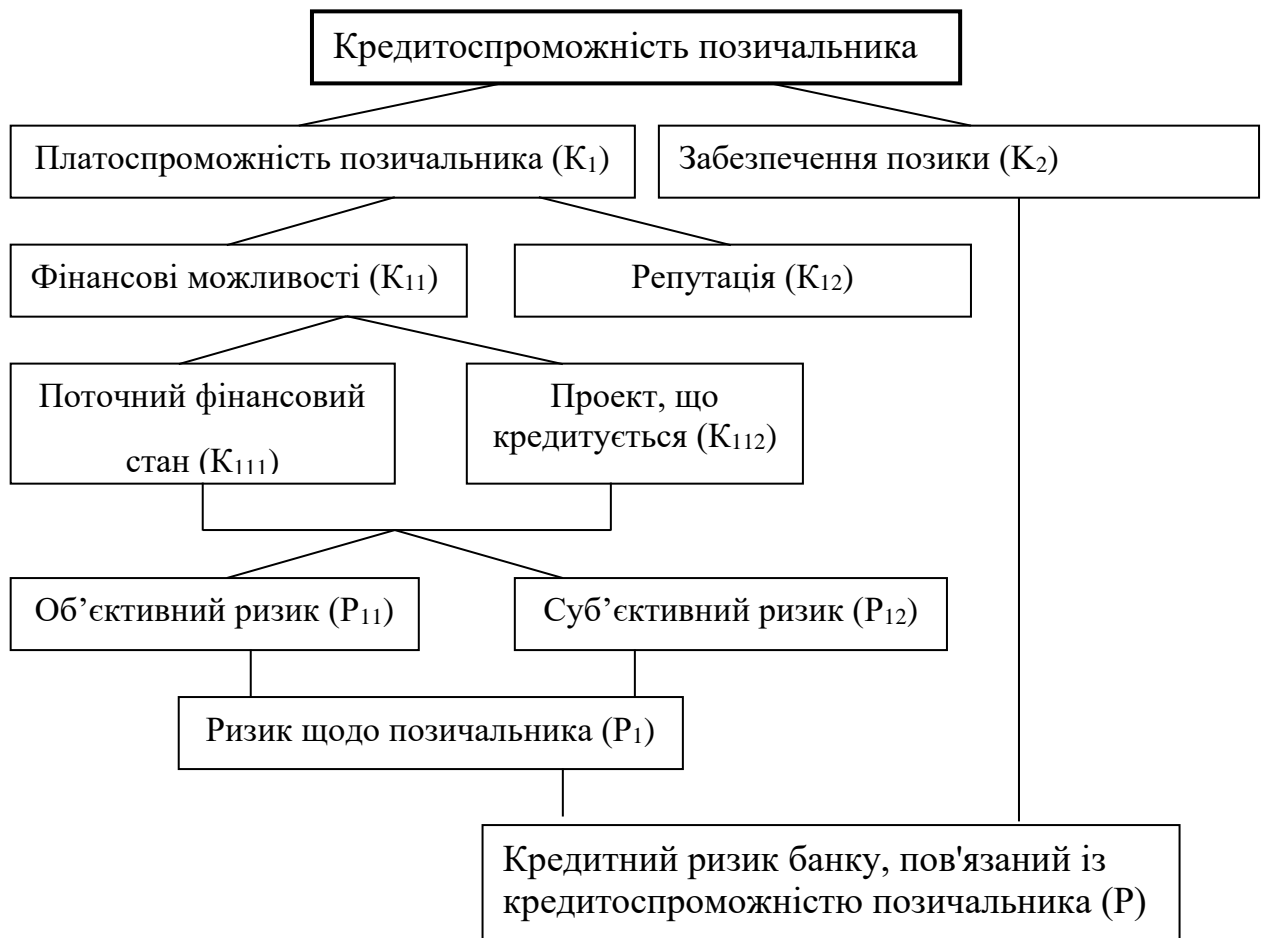 Кредитоспроможність позичальника
Платоспроможність позичальника (К₁)
Забезпечення позики (К₂)
Фінансові можливості (К₁₁)
Репутація (К₁₂)
Поточний фінансовий
стан (К₁₁₁)
Проект, що
кредитується (К₁₁₂)
Об’єктивний ризик (Р₁₁)
Суб’єктивний ризик (Р₁₂)
Ризик щодо позичальника (Р₁)
Кредитний ризик банку, пов'язаний із
кредитоспроможністю позичальника (Р)